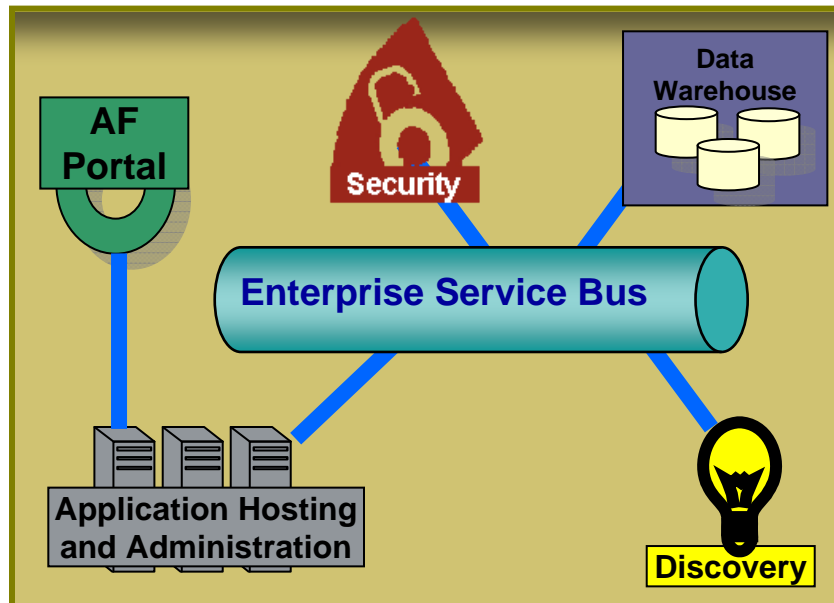 AF
Portal
Security
Data
Warehouse
Enterprise Service Bus
Application Hosting
and Administration
Discovery